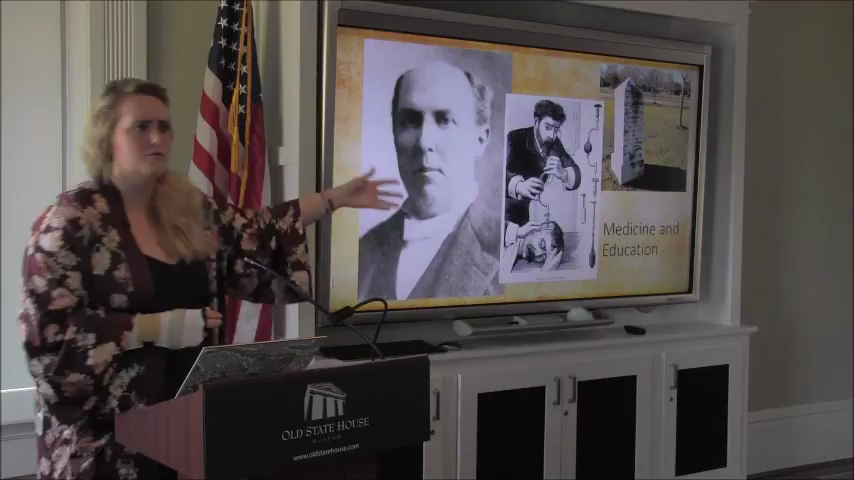 Medicine and
Education
OLD STATE HOUSE
MUSEUM
www.oldstatehouse.com